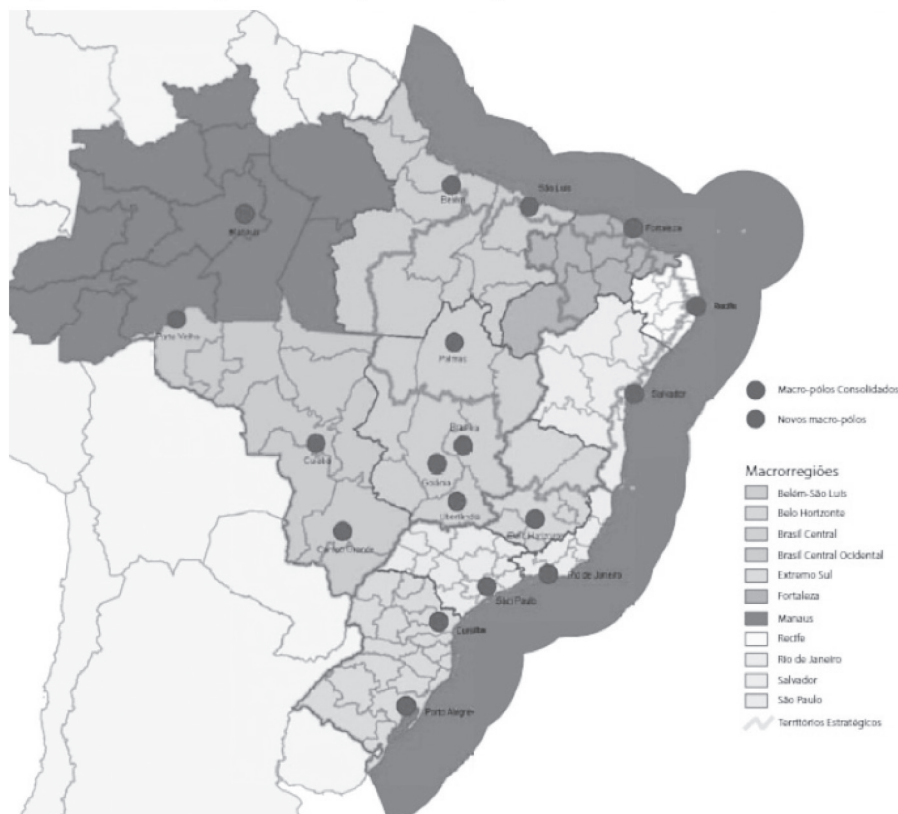 São Luís
Belém
Manaus
Fortaleza
Recife
Porto Velho
Palmas
Salvador
Brasília
Cuiabá
Goiânia
Uberlândia
Belo Horizonte
Campo Grande
Rio de Janeiro
São Paulo
Curitiba
Porto Alegre
Macro-pólos Consolidados
Novos macro-pólos
Macrorregiões
Belém-São Luís
Belo Horizonte
Brasil Central
Brasil Central Ocidental
Extremo Sul
Fortaleza
Manaus
Recife
Rio de Janeiro
Salvador
São Paulo
Territórios Estratégicos